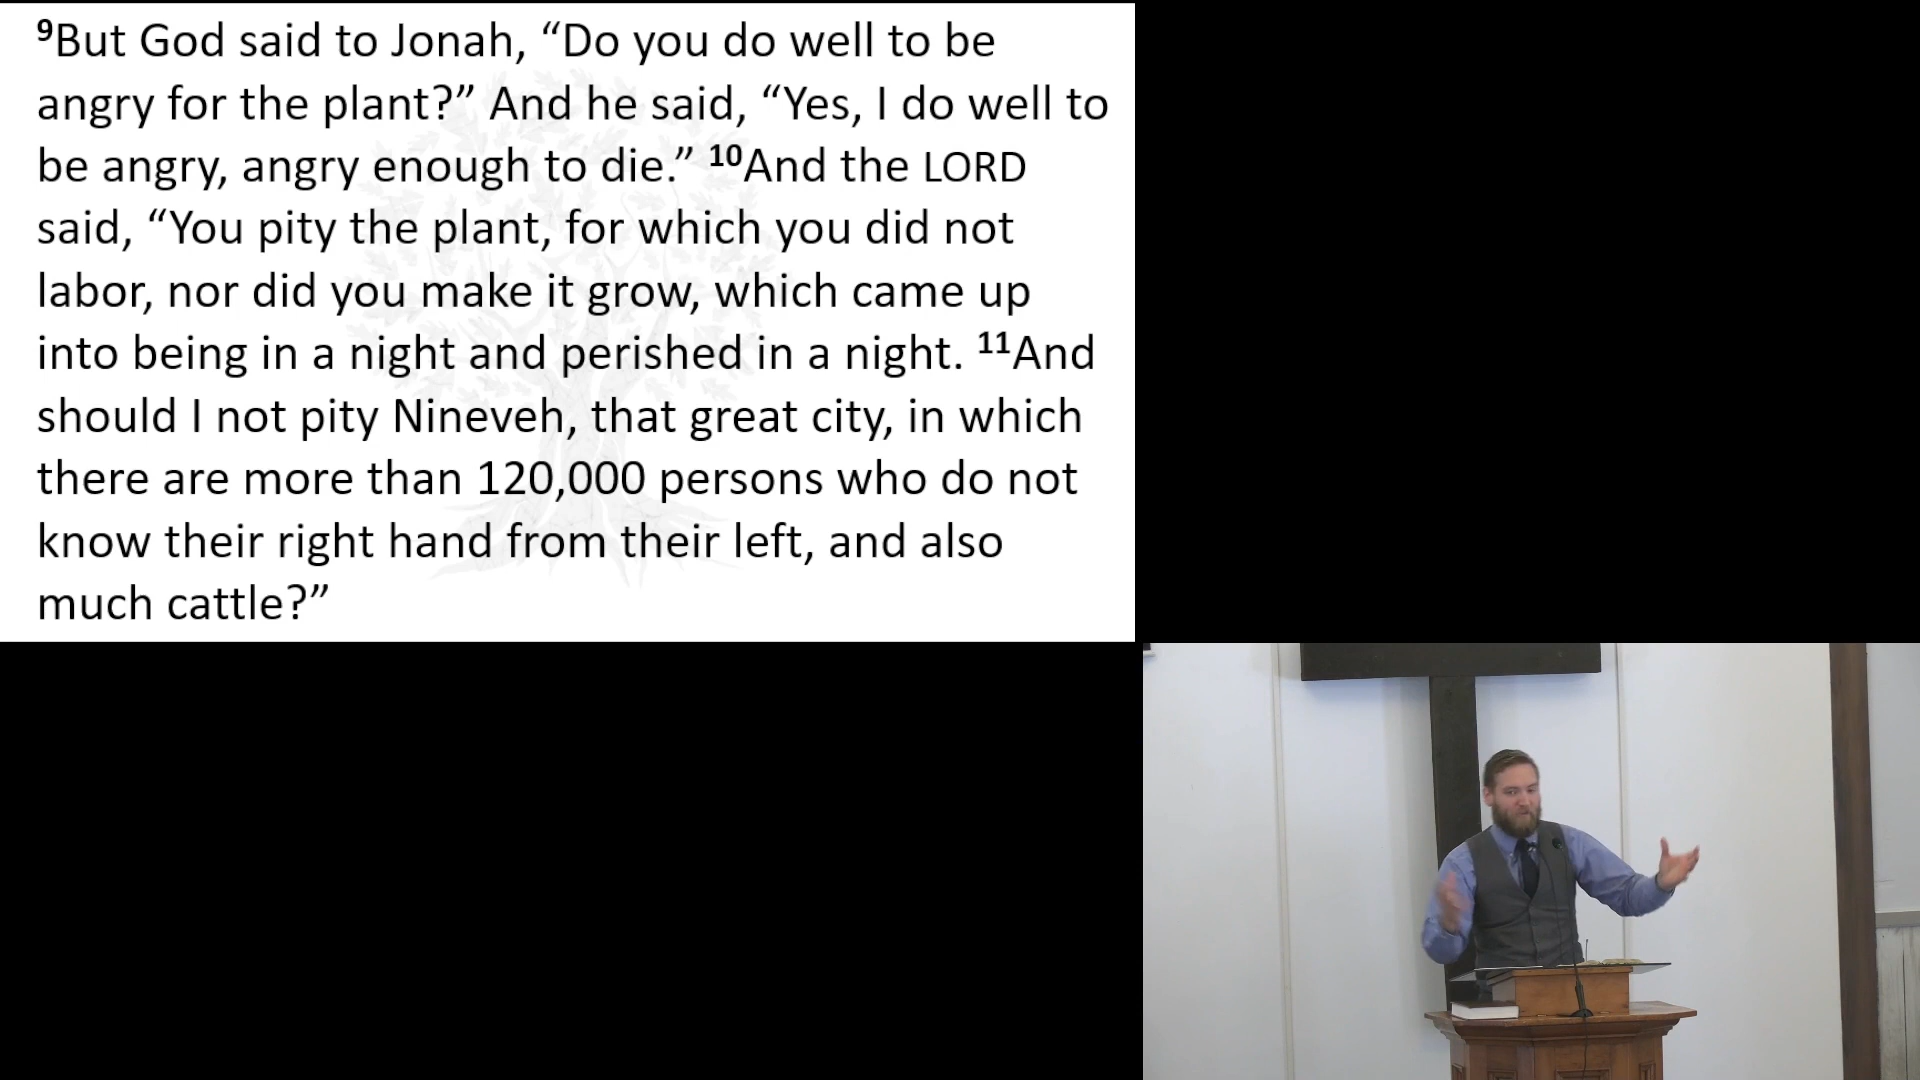 ⁹But God said to Jonah, “Do you do well to be
angry for the plant?” And he said, “Yes, I do well to
be angry, angry enough to die.” ¹⁰And the LORD
said, “You pity the plant, for which you did not
labor, nor did you make it grow, which came up
into being in a night and perished in a night. ¹¹And
should I not pity Nineveh, that great city, in which
there are more than 120,000 persons who do not
know their right hand from their left, and also
much cattle?”